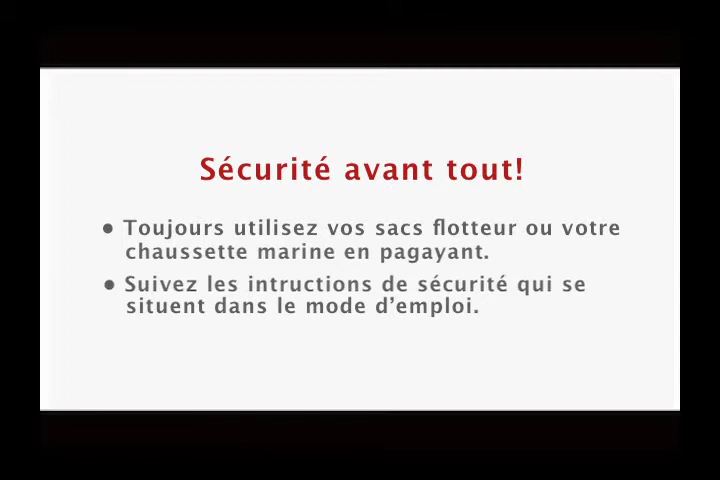 Sécurité avant tout!
• Toujours utilisez vos sacs flotteur ou votre
chaussette marine en pagayant.
• Suivez les intructions de sécurité qui se
situent dans le mode d'emploi.